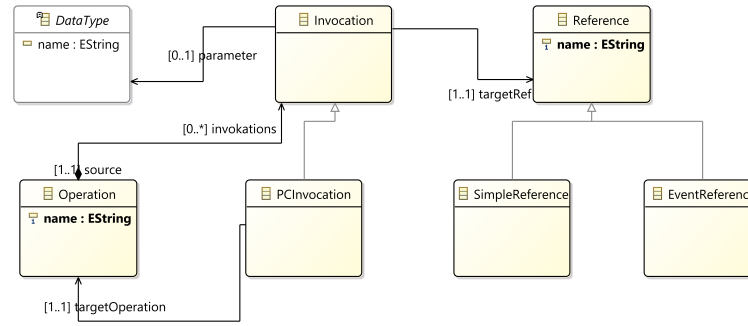 DataType
name : EString
Invocation
Reference
name : EString
[0..1] parameter
[1..1] targetRef
[0..*] invokations
[1..1] source
Operation
name : EString
PCInvocation
SimpleReference
EventReferenc
[1..1] targetOperation